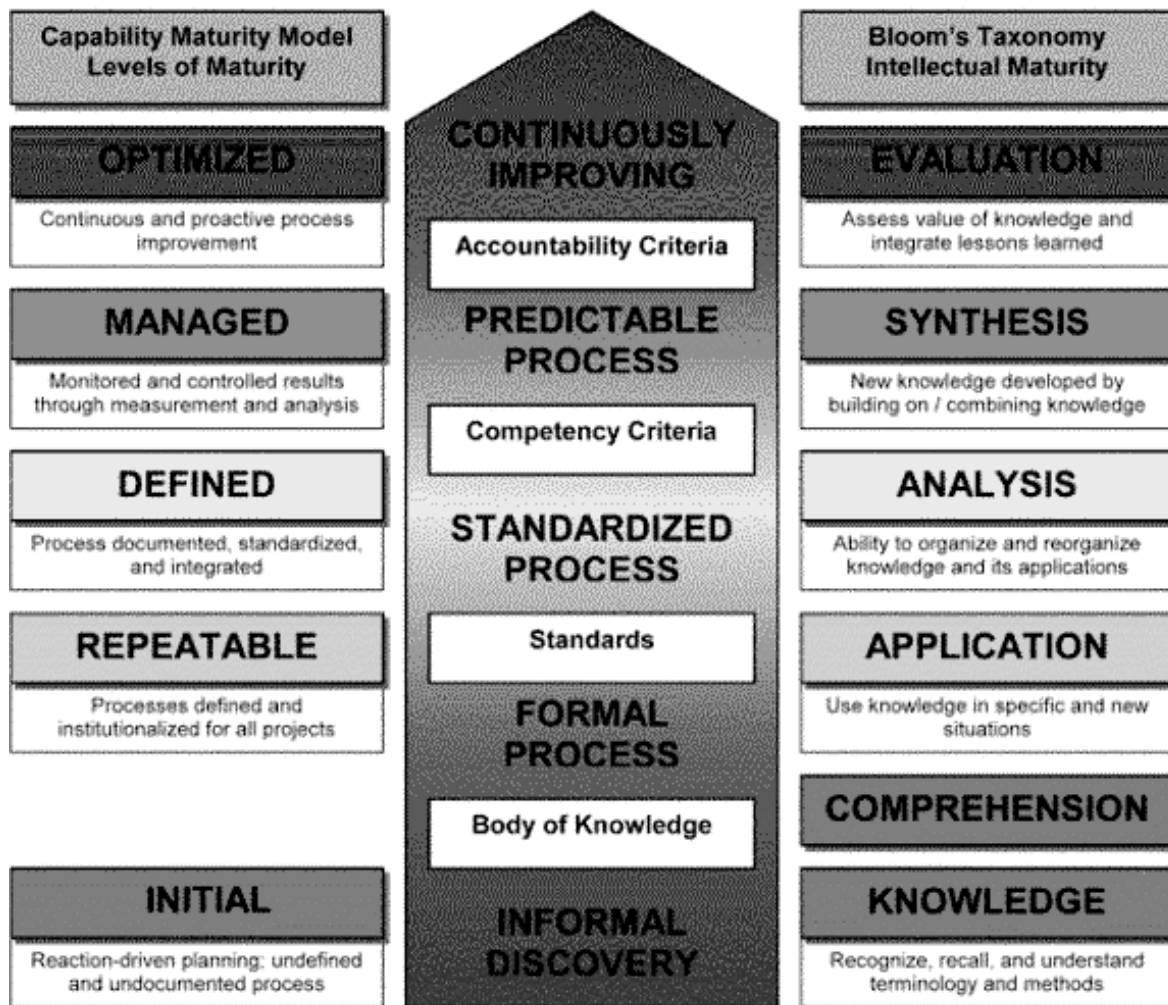 Capability Maturity Model
Levels of Maturity
OPTIMIZED
Continuous and proactive process
improvement
MANAGED
Monitored and controlled results
through measurement and analysis
DEFINED
Process documented, standardized,
and integrated
REPEATABLE
Processes defined and
institutionalized for all projects
INITIAL
Reaction-driven planning; undefined
and undocumented process
CONTINUOUSLY
IMPROVING
Accountability Criteria
PREDICTABLE
PROCESS
Competency Criteria
STANDARDIZED
PROCESS
Standards
FORMAL
PROCESS
Body of Knowledge
INFORMAL
DISCOVERY
Bloom's Taxonomy
Intellectual Maturity
EVALUATION
Assess value of knowledge and
integrate lessons learned
SYNTHESIS
New knowledge developed by
building on / combining knowledge
ANALYSIS
Ability to organize and reorganize
knowledge and its applications
APPLICATION
Use knowledge in specific and new
situations
COMPREHENSION
KNOWLEDGE
Recognize, recall, and understand
terminology and methods